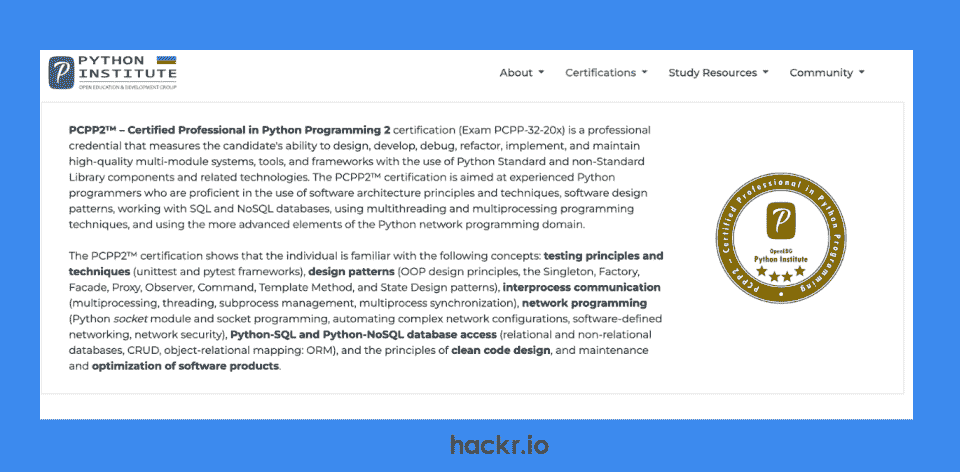 PYTHON
INSTITUTE
OPEN EDUCATION & DEVELOPMENT GROUP
About Certifications Study Resources Community
PCPP2™ – Certified Professional in Python Programming 2 certification (Exam PCPP-32-20x) is a professional
credential that measures the candidate's ability to design, develop, debug, refactor, implement, and maintain
high-quality multi-module systems, tools, and frameworks with the use of Python Standard and non-Standard
Library components and related technologies. The PCPP2™ certification is aimed at experienced Python
programmers who are proficient in the use of software architecture principles and techniques, software design
patterns, working with SQL and NoSQL databases, using multithreading and multiprocessing programming
techniques, and using the more advanced elements of the Python network programming domain.
The PCPP2™ certification shows that the individual is familiar with the following concepts: testing principles and
techniques (unittest and pytest frameworks), design patterns (OOP design principles, the Singleton, Factory,
Facade, Proxy, Observer, Command, Template Method, and State Design patterns), interprocess communication
(multiprocessing, threading, subprocess management, multiprocess synchronization), network programming
(Python socket module and socket programming, automating complex network configurations, software-defined
networking, network security), Python-SQL and Python-NoSQL database access (relational and non-relational
databases, CRUD, object-relational mapping: ORM), and the principles of clean code design, and maintenance
and optimization of software products.
PCPP2 – Certified Professional in Python Programming
P
OpenEDG
Python Institute
hackr.io